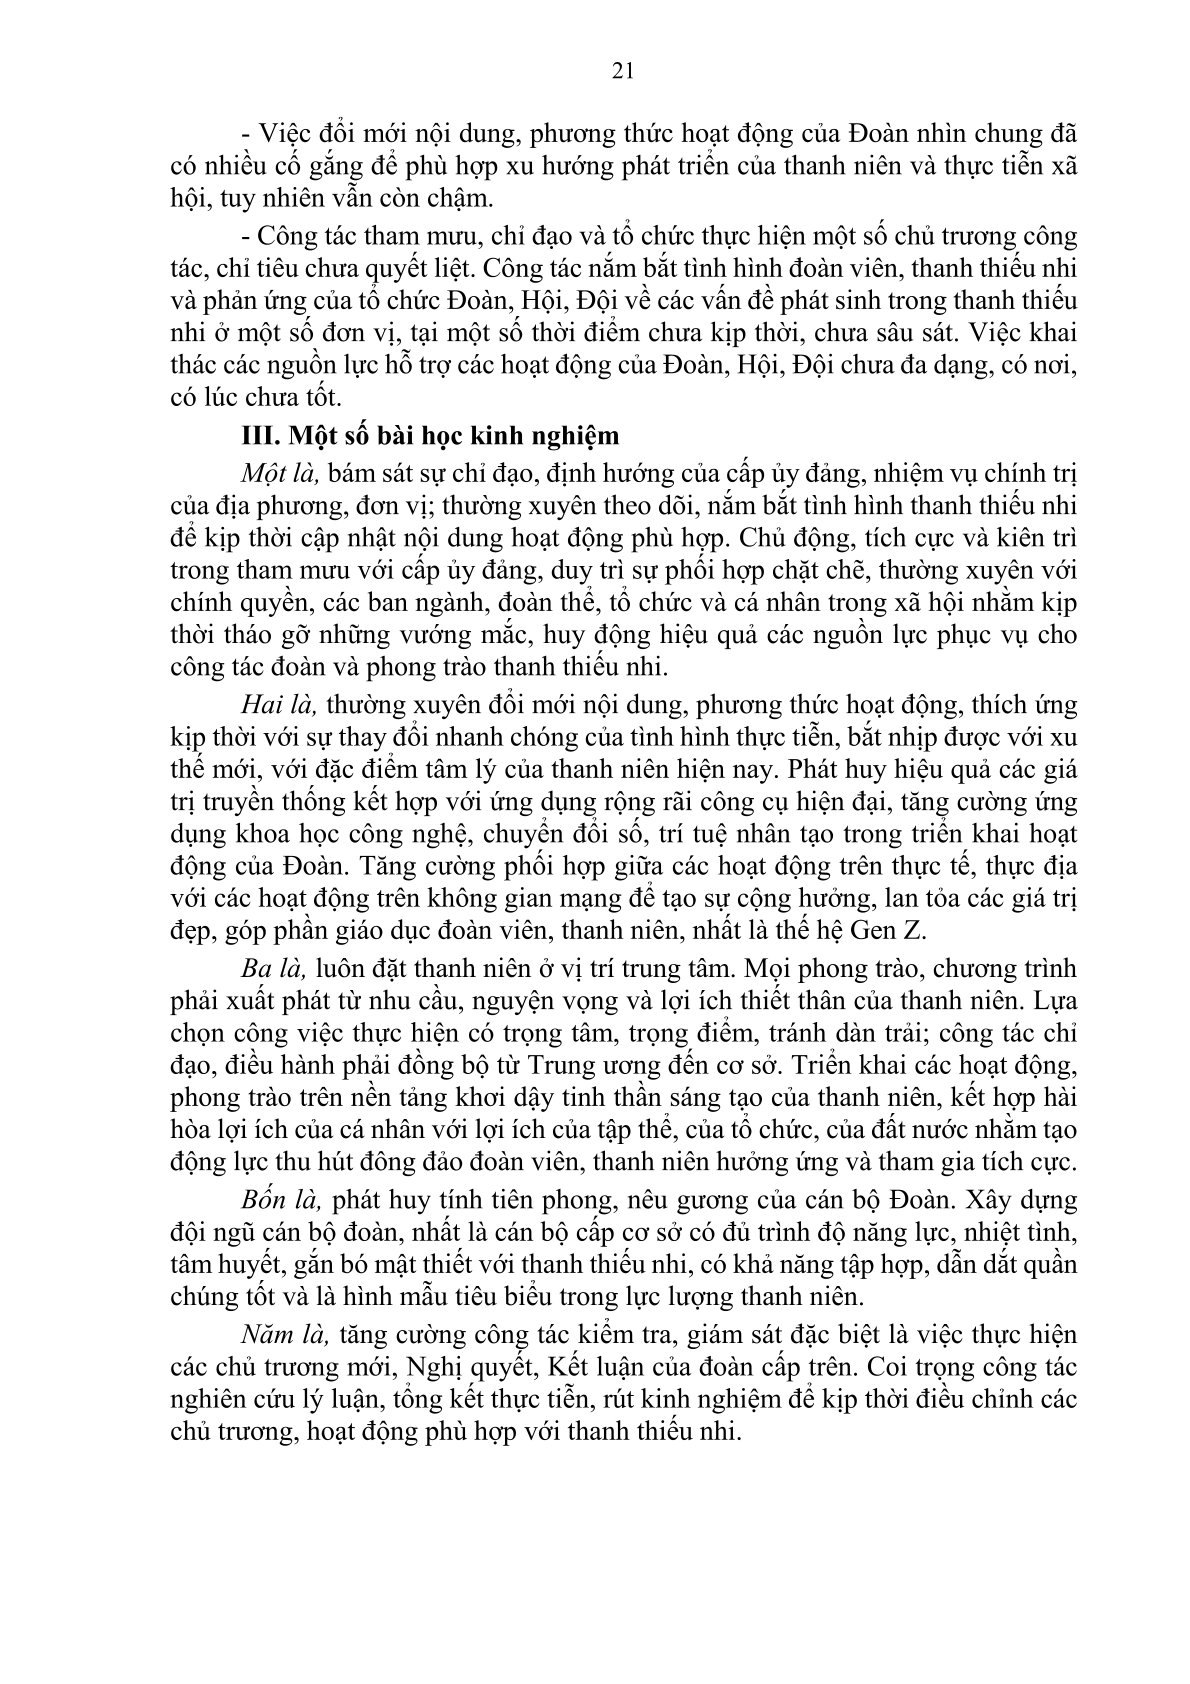 21
- Việc đổi mới nội dung, phương thức hoạt động của Đoàn nhìn chung đã
có nhiều cố gắng để phù hợp xu hướng phát triển của thanh niên và thực tiễn xã
hội, tuy nhiên vẫn còn chậm.
- Công tác tham mưu, chỉ đạo và tổ chức thực hiện một số chủ trương công
tác, chỉ tiêu chưa quyết liệt. Công tác nắm bắt tình hình đoàn viên, thanh thiếu nhi
và phản ứng của tổ chức Đoàn, Hội, Đội về các vấn đề phát sinh trong thanh thiếu
nhi ở một số đơn vị, tại một số thời điểm chưa kịp thời, chưa sâu sát. Việc khai
thác các nguồn lực hỗ trợ các hoạt động của Đoàn, Hội, Đội chưa đa dạng, có nơi,
có lúc chưa tốt.
III. Một số bài học kinh nghiệm
Một là, bám sát sự chỉ đạo, định hướng của cấp ủy đảng, nhiệm vụ chính trị
của địa phương, đơn vị; thường xuyên theo dõi, nắm bắt tình hình thanh thiếu nhi
để kịp thời cập nhật nội dung hoạt động phù hợp. Chủ động, tích cực và kiên trì
trong tham mưu với cấp ủy đảng, duy trì sự phối hợp chặt chẽ, thường xuyên với
chính quyền, các ban ngành, đoàn thể, tổ chức và cá nhân trong xã hội nhằm kịp
thời tháo gỡ những vướng mắc, huy động hiệu quả các nguồn lực phục vụ cho
công tác đoàn và phong trào thanh thiếu nhi.
Hai là, thường xuyên đổi mới nội dung, phương thức hoạt động, thích ứng
kịp thời với sự thay đổi nhanh chóng của tình hình thực tiễn, bắt nhịp được với xu
thế mới, với đặc điểm tâm lý của thanh niên hiện nay. Phát huy hiệu quả các giá
trị truyền thống kết hợp với ứng dụng rộng rãi công cụ hiện đại, tăng cường ứng
dụng khoa học công nghệ, chuyển đổi số, trí tuệ nhân tạo trong triển khai hoạt
động của Đoàn. Tăng cường phối hợp giữa các hoạt động trên thực tế, thực địa
với các hoạt động trên không gian mạng để tạo sự cộng hưởng, lan tỏa các giá trị
đẹp, góp phần giáo dục đoàn viên, thanh niên, nhất là thế hệ Gen Z.
Ba là, luôn đặt thanh niên ở vị trí trung tâm. Mọi phong trào, chương trình
phải xuất phát từ nhu cầu, nguyện vọng và lợi ích thiết thân của thanh niên. Lựa
chọn công việc thực hiện có trọng tâm, trọng điểm, tránh dàn trải; công tác chỉ
đạo, điều hành phải đồng bộ từ Trung ương đến cơ sở. Triển khai các hoạt động,
phong trào trên nền tảng khơi dậy tinh thần sáng tạo của thanh niên, kết hợp hài
hòa lợi ích của cá nhân với lợi ích của tập thể, của tổ chức, của đất nước nhằm tạo
động lực thu hút đông đảo đoàn viên, thanh niên hưởng ứng và tham gia tích cực.
Bốn là, phát huy tính tiên phong, nêu gương của cán bộ Đoàn. Xây dựng
đội ngũ cán bộ đoàn, nhất là cán bộ cấp cơ sở có đủ trình độ năng lực, nhiệt tình,
tâm huyết, gắn bó mật thiết với thanh thiếu nhi, có khả năng tập hợp, dẫn dắt quần
chúng tốt và là hình mẫu tiêu biểu trong lực lượng thanh niên.
Năm là, tăng cường công tác kiểm tra, giám sát đặc biệt là việc thực hiện
các chủ trương mới, Nghị quyết, Kết luận của đoàn cấp trên. Coi trọng công tác
nghiên cứu lý luận, tổng kết thực tiễn, rút kinh nghiệm để kịp thời điều chỉnh các
chủ trương, hoạt động phù hợp với thanh thiếu nhi.